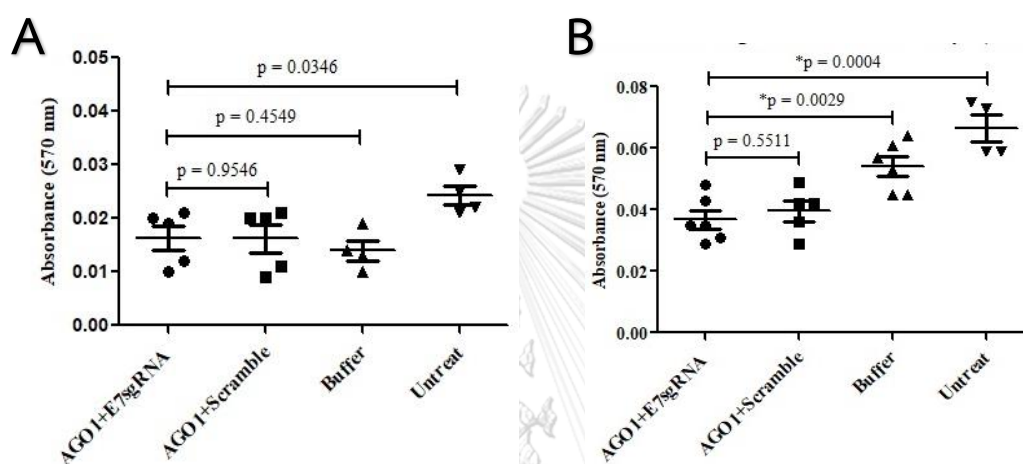 A
Absorbance (570 nm)
0.05
0.04
0.03
0.02
0.01
0.00
p = 0.0346
p = 0.4549
p = 0.9546
AGO1+E7sgRNA
AGO1+Scramble
Buffer
Untreat
B
Absorbance (570 nm)
0.08
0.06
0.04
0.02
0.00
*p = 0.0004
*p = 0.0029
p = 0.5511
AGO1+E7sgRNA
AGO1+Scramble
Buffer
Untreat